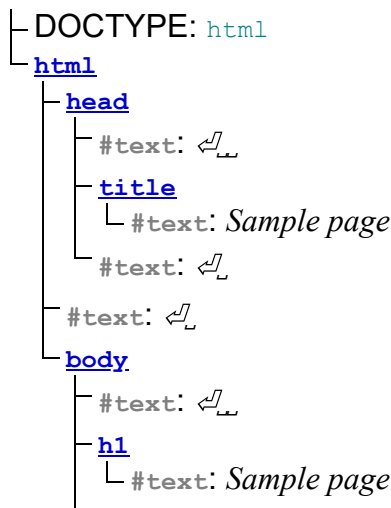 DOCTYPE: html
html
head
#text: ⏎␣␣
title
#text: Sample page
#text: ⏎␣
#text: ⏎␣
body
#text: ⏎␣␣
h1
#text: Sample page